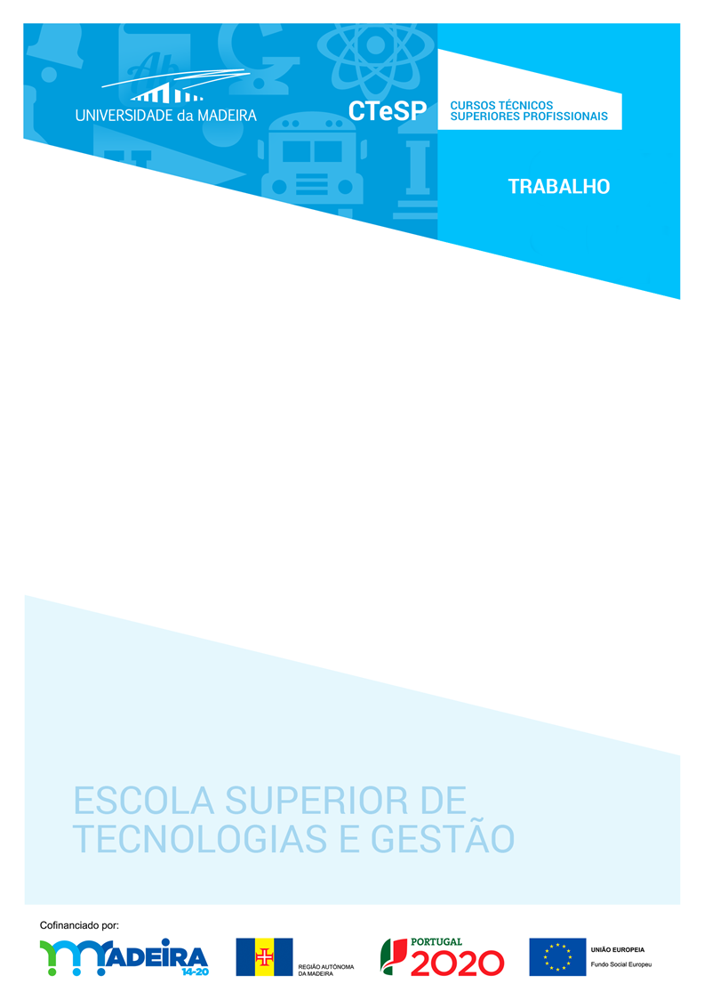 Ab
UNIVERSIDADE da MADEIRA
CTeSP
CURSOS TÉCNICOS
SUPERIORES PROFISSIONAIS
TRABALHO
ESCOLA SUPERIOR DE
TECNOLOGIAS E GESTÃO
Cofinanciado por:
MADEIRA
14-20
REGIÃO AUTÓNOMA
DA MADEIRA
PORTUGAL
2020
UNIÃO EUROPEIA
Fundo Social Europeu